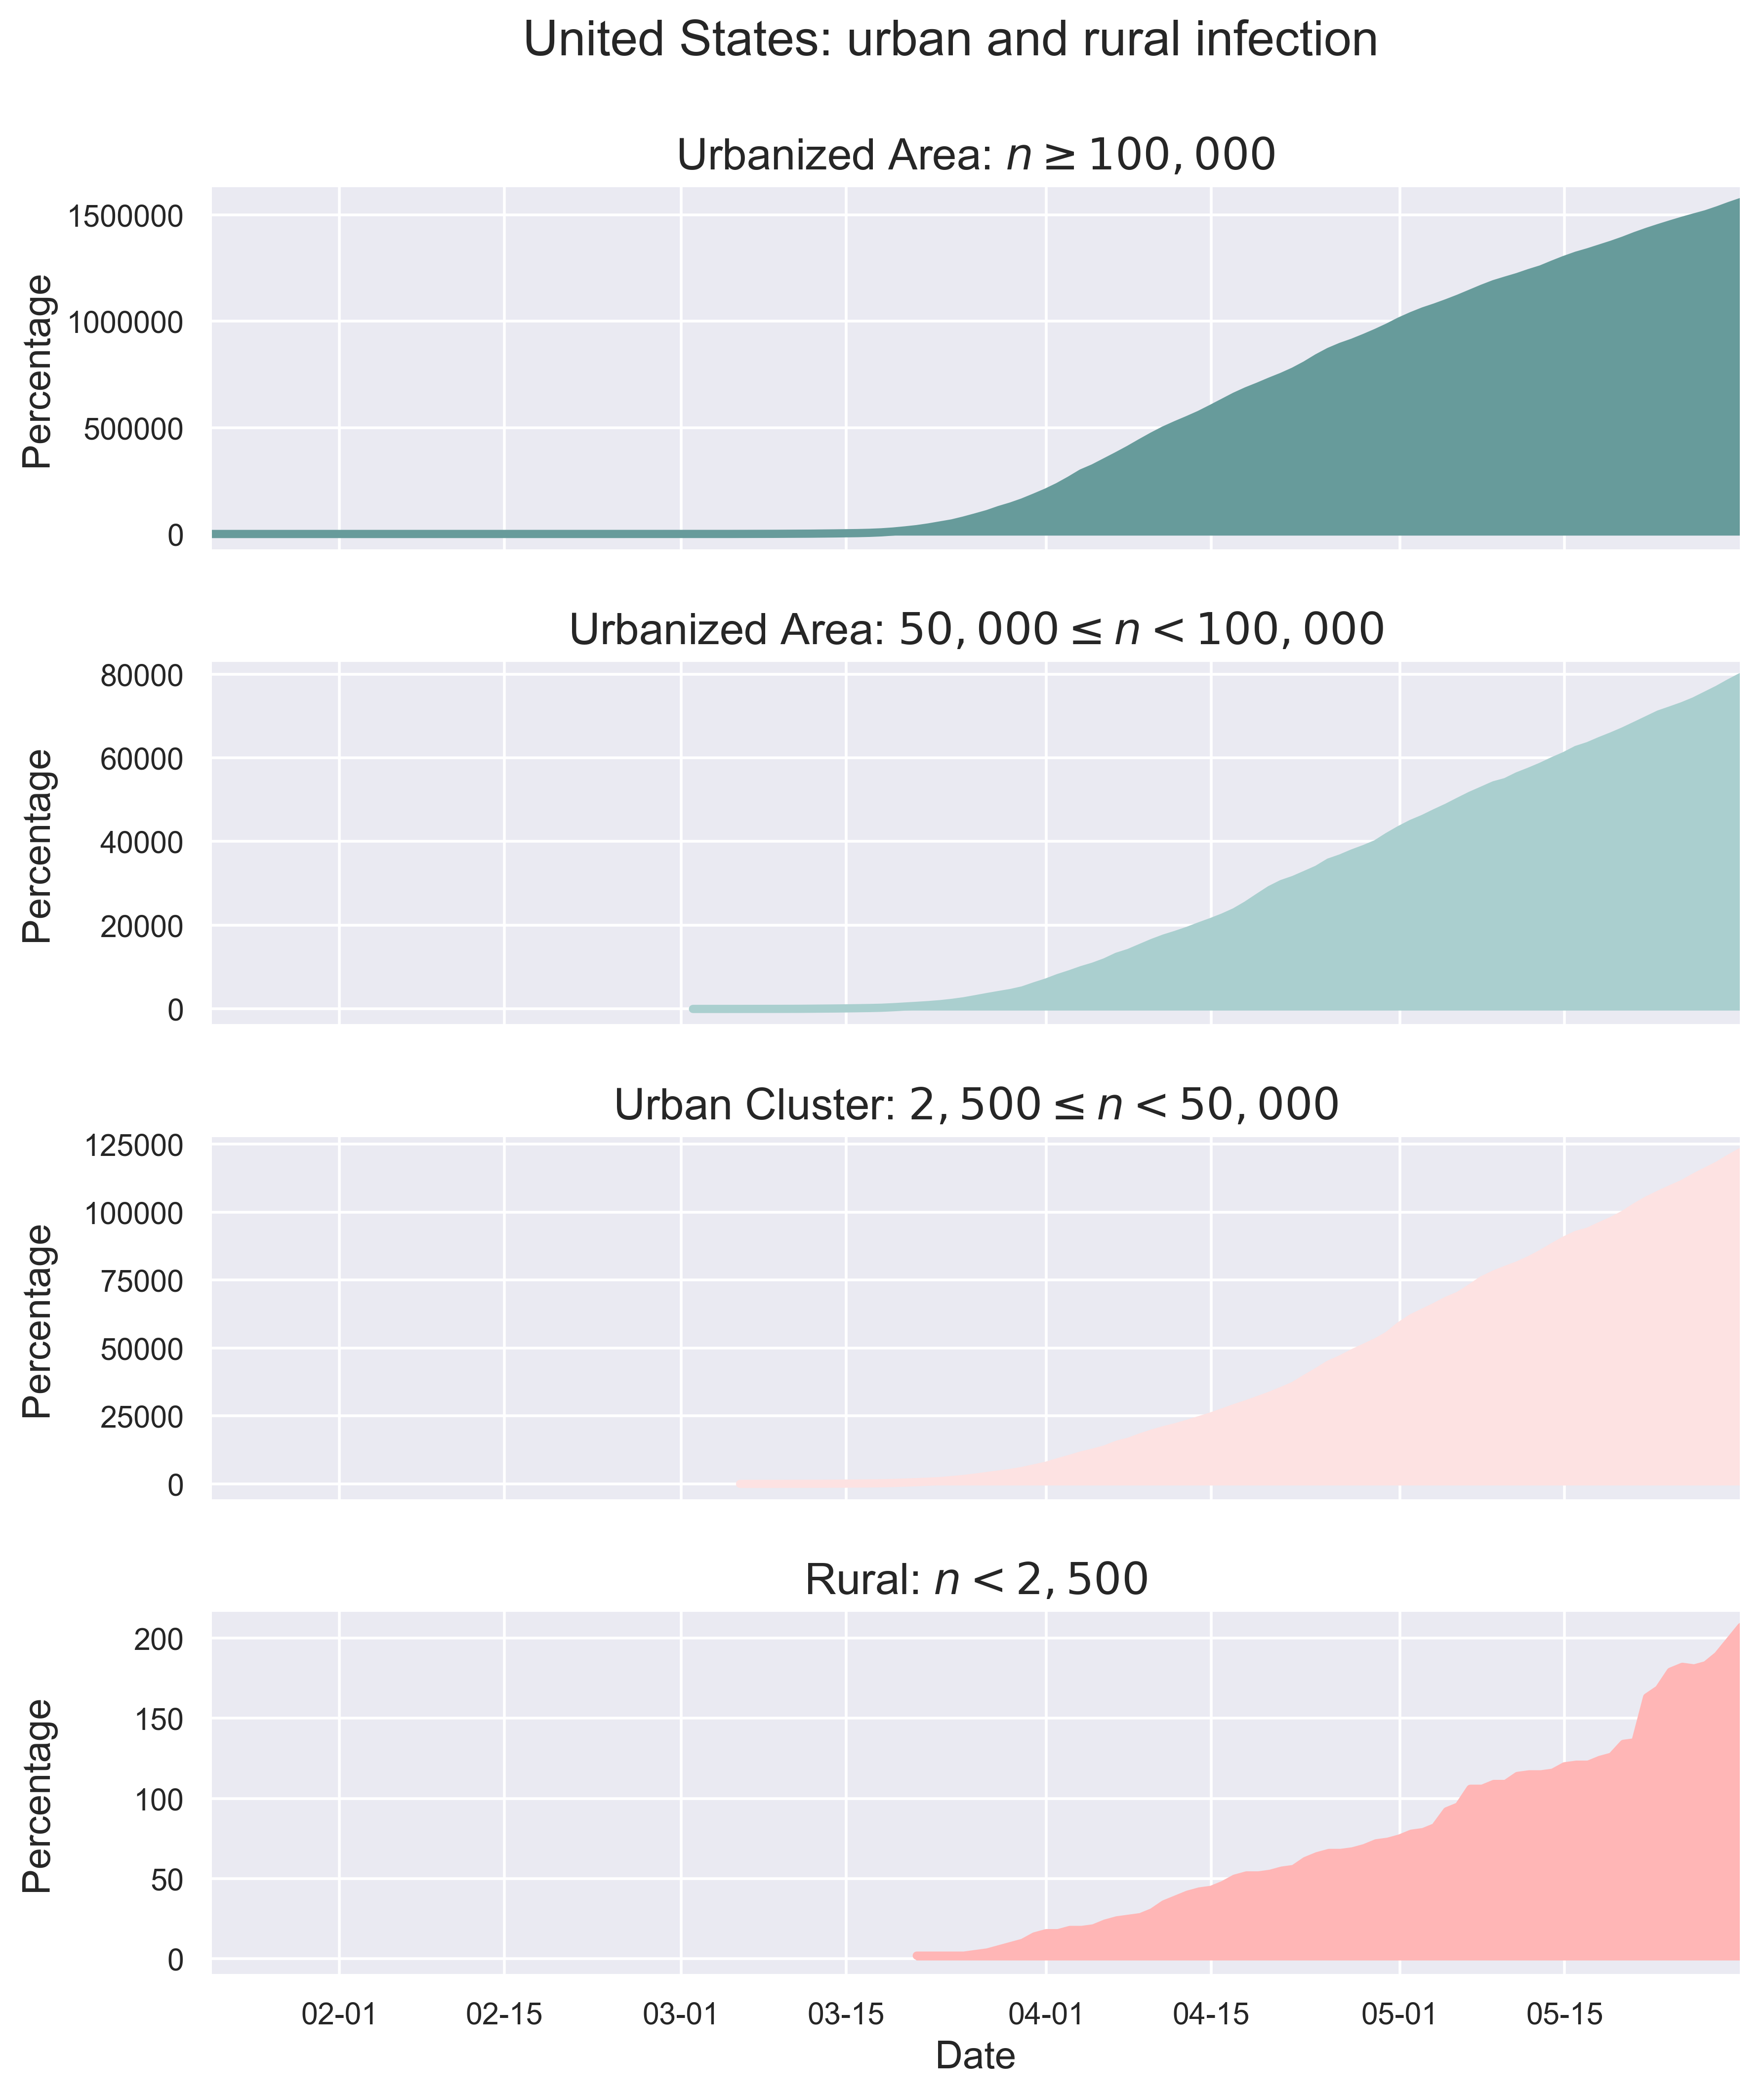 United States: urban and rural infection
Urbanized Area: n ≥ 100,000
1500000
1000000
500000
0
Percentage
Urbanized Area: 50,000 ≤ n < 100,000
80000
60000
40000
20000
0
Percentage
Urban Cluster: 2,500 ≤ n < 50,000
125000
100000
75000
50000
25000
0
Percentage
Rural: n < 2,500
200
150
100
50
0
Percentage
02-01 02-15 03-01 03-15 04-01 04-15 05-01 05-15
Date